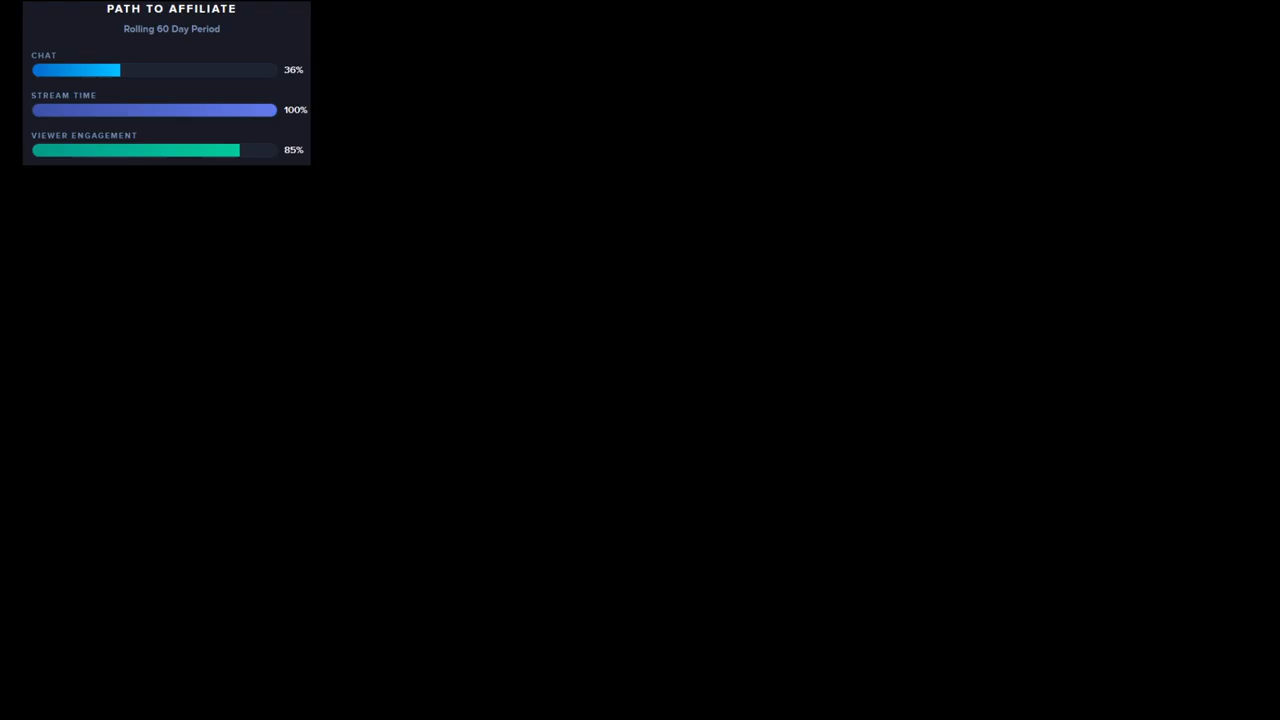 PATH TO AFFILIATE
Rolling 60 Day Period
CHAT
36%
STREAM TIME
100%
VIEWER ENGAGEMENT
85%